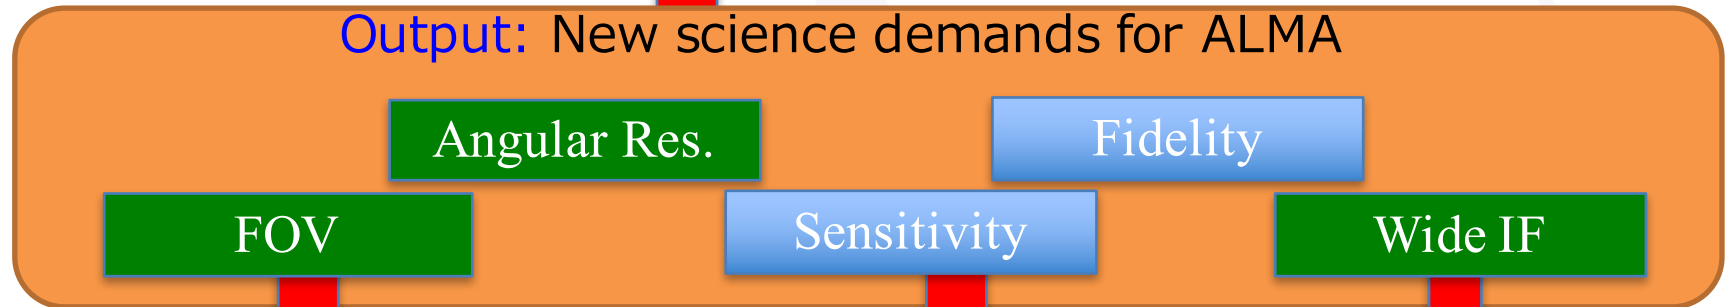 Output: New science demands for ALMA
Angular Res.
Fidelity
FOV
Sensitivity
Wide IF